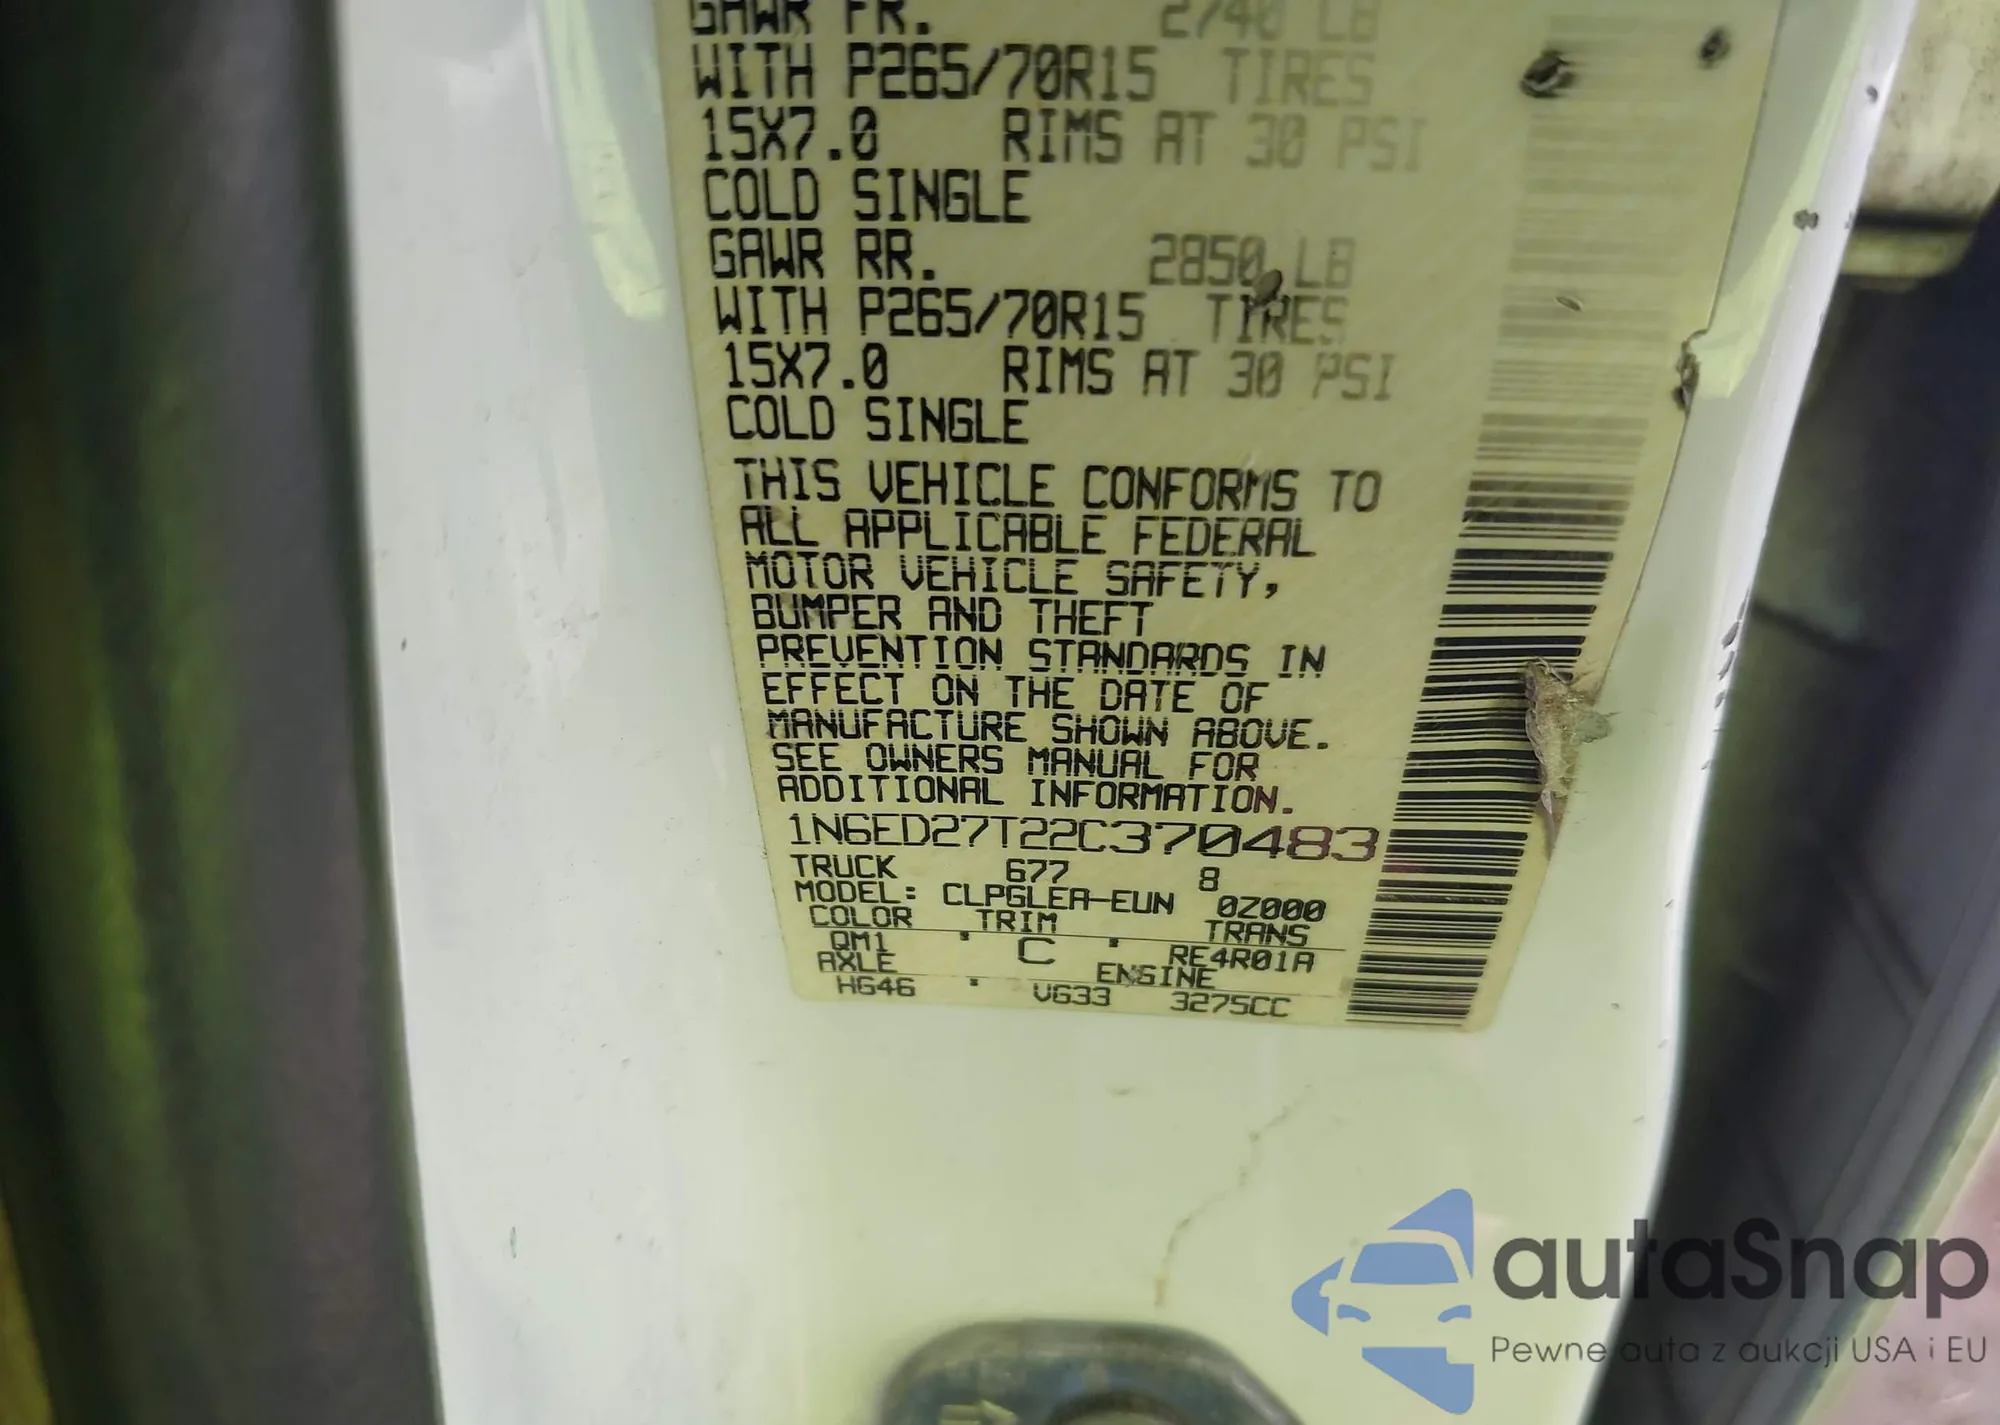 GAWR FR. 2740 LB
WITH P265/70R15 TIRES
15X7.0 RIMS AT 30 PSI
COLD SINGLE
GAWR RR. 2850 LB
WITH P265/70R15 TIRES
15X7.0 RIMS AT 30 PSI
COLD SINGLE
THIS VEHICLE CONFORMS TO
ALL APPLICABLE FEDERAL
MOTOR VEHICLE SAFETY,
BUMPER AND THEFT
PREVENTION STANDARDS IN
EFFECT ON THE DATE OF
MANUFACTURE SHOWN ABOVE.
SEE OWNERS MANUAL FOR
ADDITIONAL INFORMATION.
1N6ED27T22C370483
TRUCK 677 8
MODEL: CLPGLEA-EUN 0Z000
COLOR TRIM TRANS
QM1 C RE4R01A
AXLE ENGINE
HG46 VG33 3275CC
autaSnap
Pewne auta z aukcji USA i EU